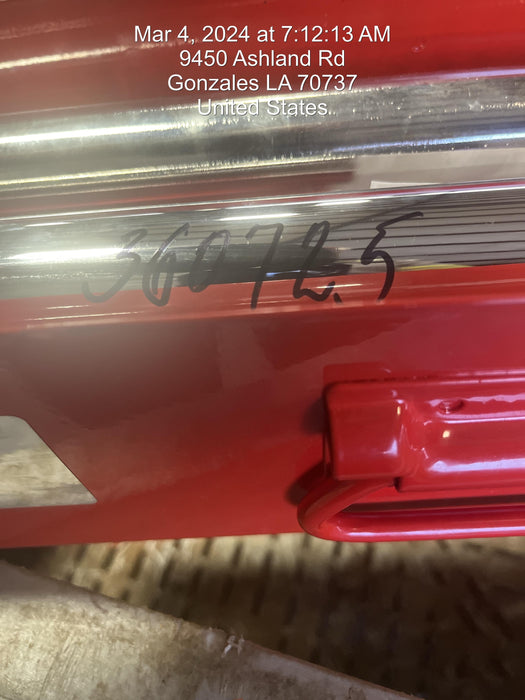 Mar 4, 2024 at 7:12:13 AM
9450 Ashland Rd
Gonzales LA 70737
United States
36072.5